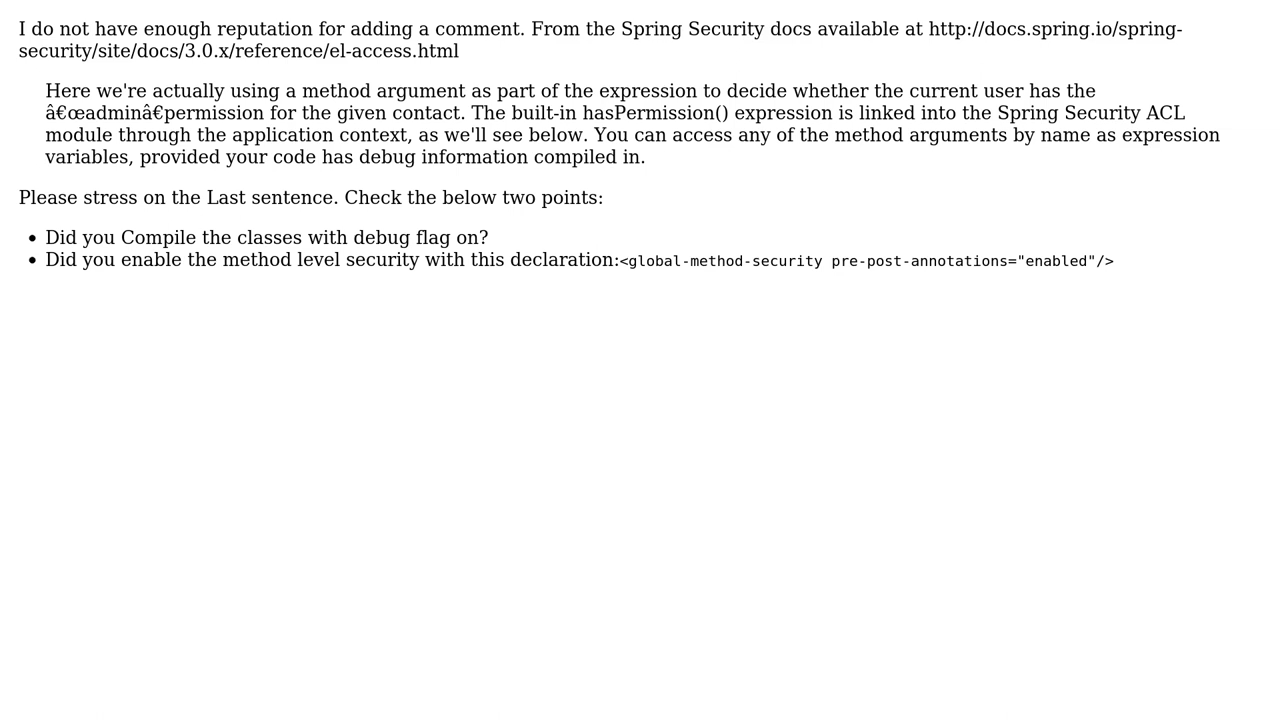 I do not have enough reputation for adding a comment. From the Spring Security docs available at http://docs.spring.io/spring-
security/site/docs/3.0.x/reference/el-access.html
Here we're actually using a method argument as part of the expression to decide whether the current user has the
â€œadminâ€permission for the given contact. The built-in hasPermission() expression is linked into the Spring Security ACL
module through the application context, as we'll see below. You can access any of the method arguments by name as expression
variables, provided your code has debug information compiled in.
Please stress on the Last sentence. Check the below two points:
• Did you Compile the classes with debug flag on?
• Did you enable the method level security with this declaration:<global-method-security pre-post-annotations="enabled"/>